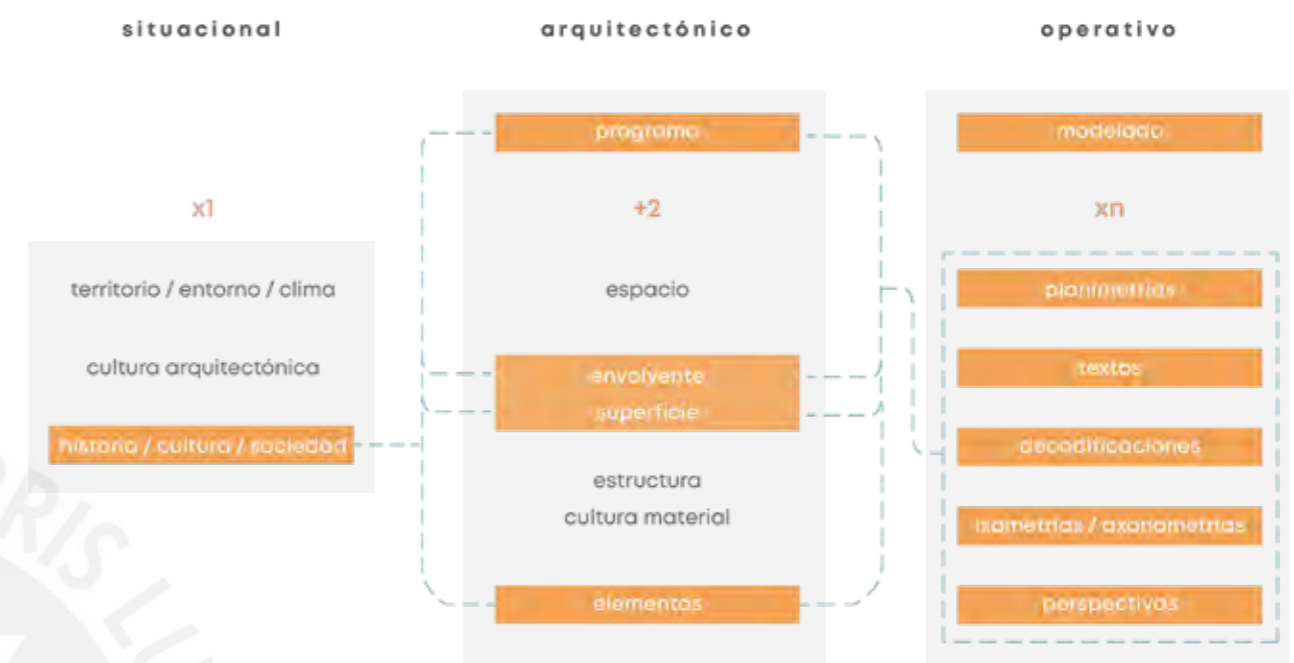 situacional
arquitectónico
operativo
x1
territorio / entorno / clima
cultura arquitectónica
historia / cultura / sociedad
programa
+2
espacio
envolvente
superficie
estructura
cultura material
elementos
modelado
xn
planimetrías
textos
decodificaciones
isometrías / axonometrías
perspectivas